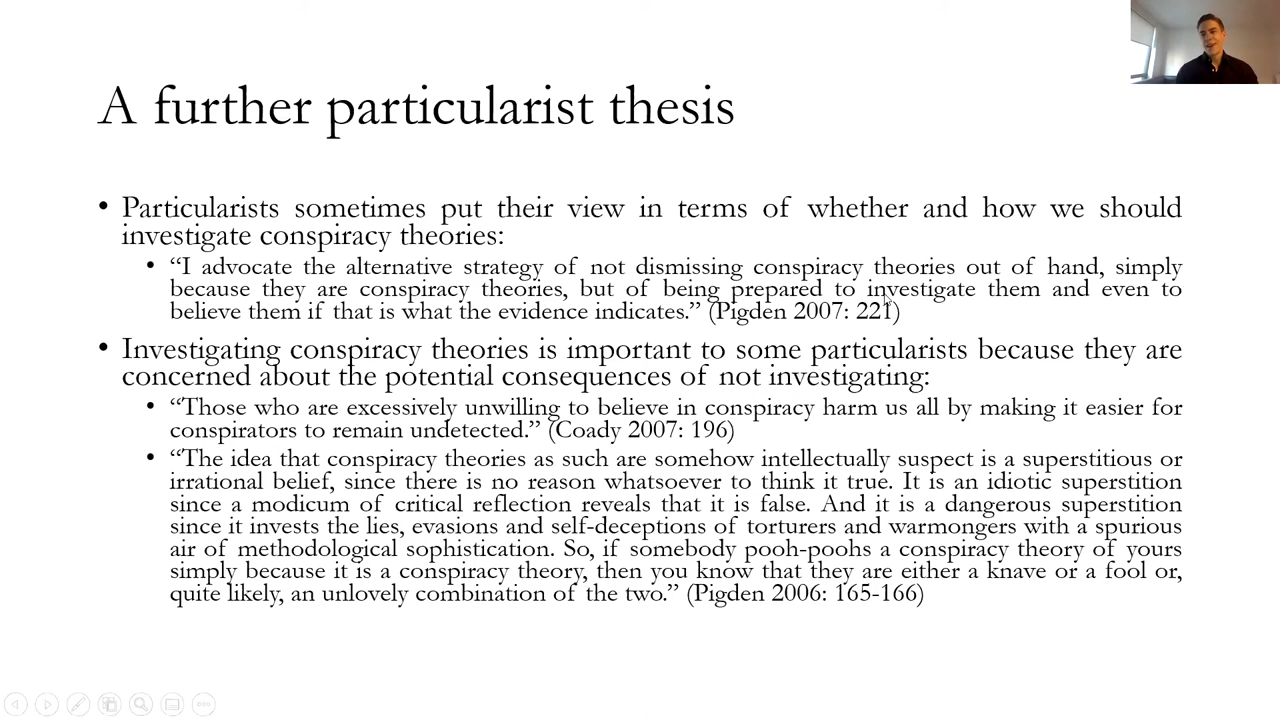 A further particularist thesis
• Particularists sometimes put their view in terms of whether and how we should
investigate conspiracy theories:
• “I advocate the alternative strategy of not dismissing conspiracy theories out of hand, simply
because they are conspiracy theories, but of being prepared to investigate them and even to
believe them if that is what the evidence indicates.” (Pigden 2007: 221)
• Investigating conspiracy theories is important to some particularists because they are
concerned about the potential consequences of not investigating:
• “Those who are excessively unwilling to believe in conspiracy harm us all by making it easier for
conspirators to remain undetected.” (Coady 2007: 196)
• “The idea that conspiracy theories as such are somehow intellectually suspect is a superstitious or
irrational belief, since there is no reason whatsoever to think it true. It is an idiotic superstition
since a modicum of critical reflection reveals that it is false. And it is a dangerous superstition
since it invests the lies, evasions and self-deceptions of torturers and warmongers with a spurious
air of methodological sophistication. So, if somebody pooh-poohs a conspiracy theory of yours
simply because it is a conspiracy theory, then you know that they are either a knave or a fool or,
quite likely, an unlovely combination of the two.” (Pigden 2006: 165-166)